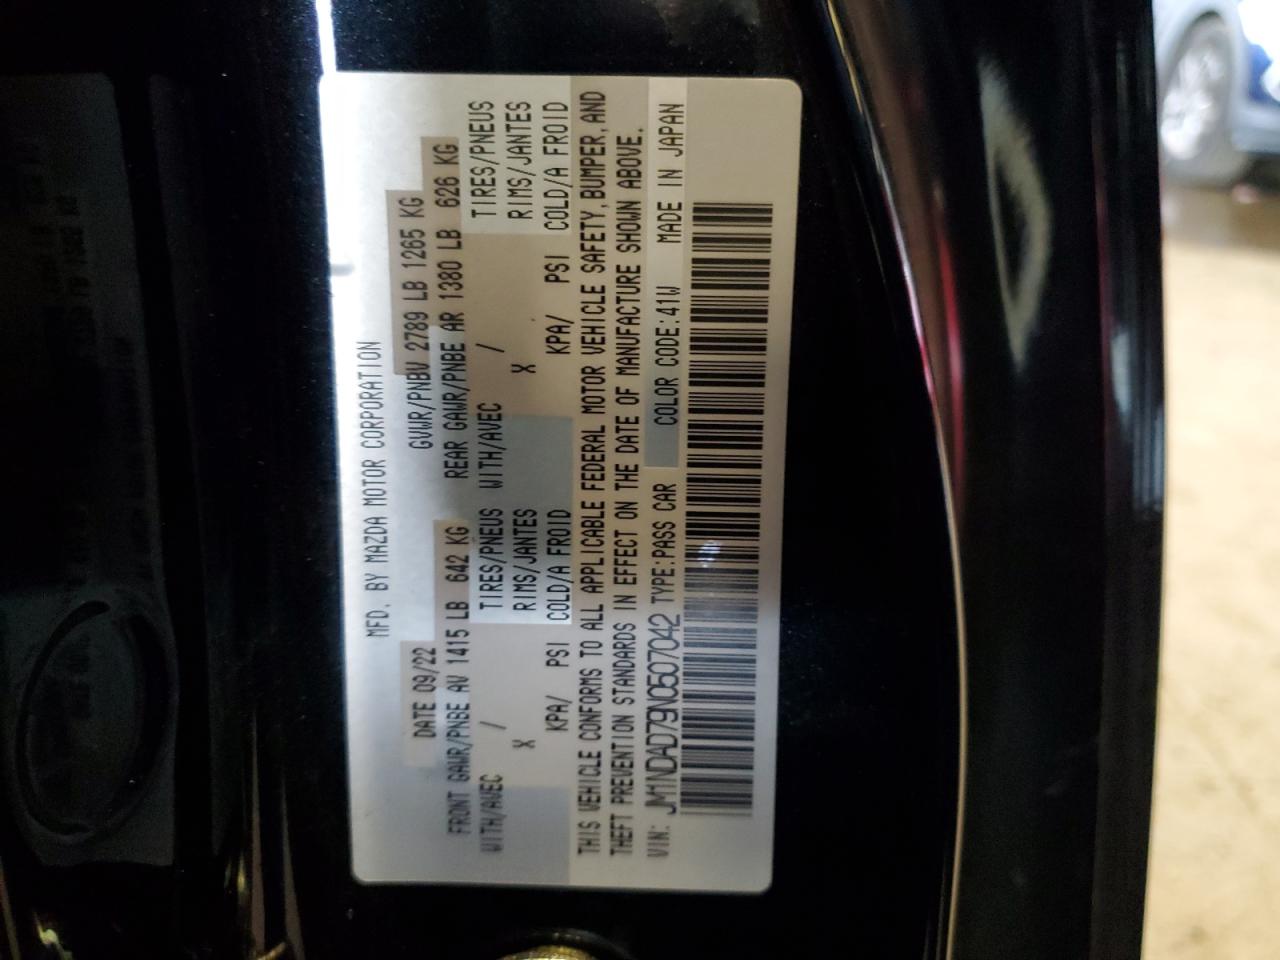 MFD. BY MAZDA MOTOR CORPORATION
DATE 09/22 GVWR/PNBV 2789 LB 1265 KG
FRONT GAWR/PNBE AV 1415 LB 642 KG REAR GAWR/PNBE AR 1380 LB 626 KG
WITH/AVEC / TIRES/PNEUS WITH/AVEC / TIRES/PNEUS
X RIMS/JANTES X RIMS/JANTES
KPA/ PSI COLD/A FROID KPA/ PSI COLD/A FROID
THIS VEHICLE CONFORMS TO ALL APPLICABLE FEDERAL MOTOR VEHICLE SAFETY, BUMPER, AND
THEFT PREVENTION STANDARDS IN EFFECT ON THE DATE OF MANUFACTURE SHOWN ABOVE.
VIN: JM1NDAD79N0507042 TYPE:PASS CAR COLOR CODE:41W MADE IN JAPAN